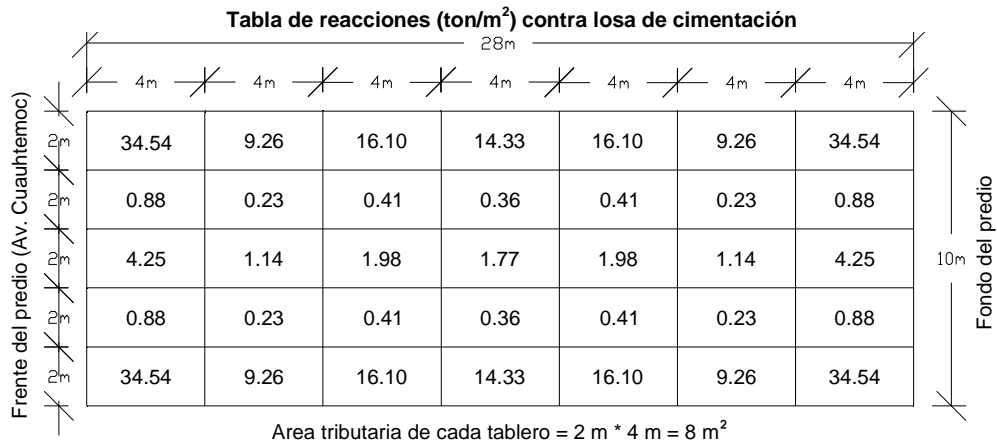 Tabla de reacciones (ton/m²) contra losa de cimentación
28m
4m 4m 4m 4m 4m 4m 4m
Frente del predio (Av. Cuauhtemoc)
2m 34.54 9.26 16.10 14.33 16.10 9.26 34.54
2m 0.88 0.23 0.41 0.36 0.41 0.23 0.88
2m 4.25 1.14 1.98 1.77 1.98 1.14 4.25 10m
2m 0.88 0.23 0.41 0.36 0.41 0.23 0.88
2m 34.54 9.26 16.10 14.33 16.10 9.26 34.54
Fondo del predio
Area tributaria de cada tablero = 2 m * 4 m = 8 m²